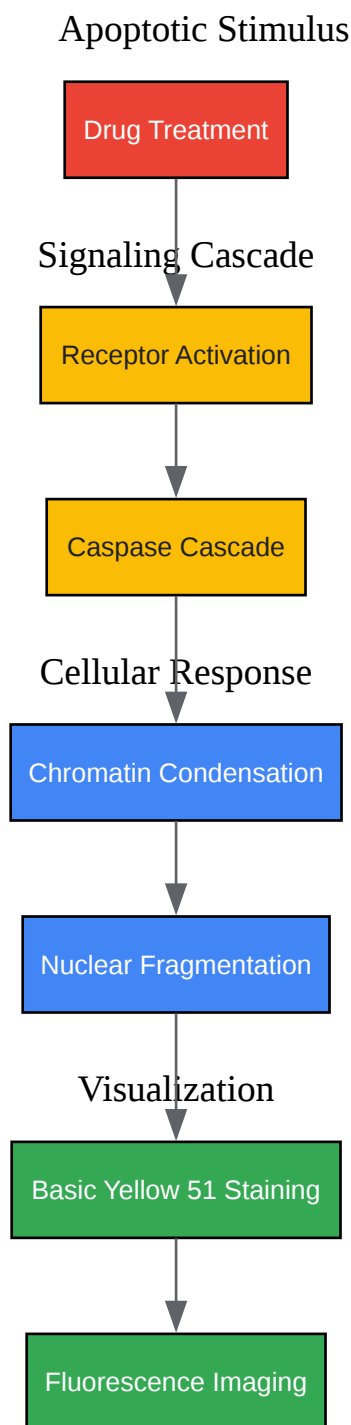 Apoptotic Stimulus
Drug Treatment
Signaling Cascade
Receptor Activation
Caspase Cascade
Cellular Response
Chromatin Condensation
Nuclear Fragmentation
Visualization
Basic Yellow 51 Staining
Fluorescence Imaging